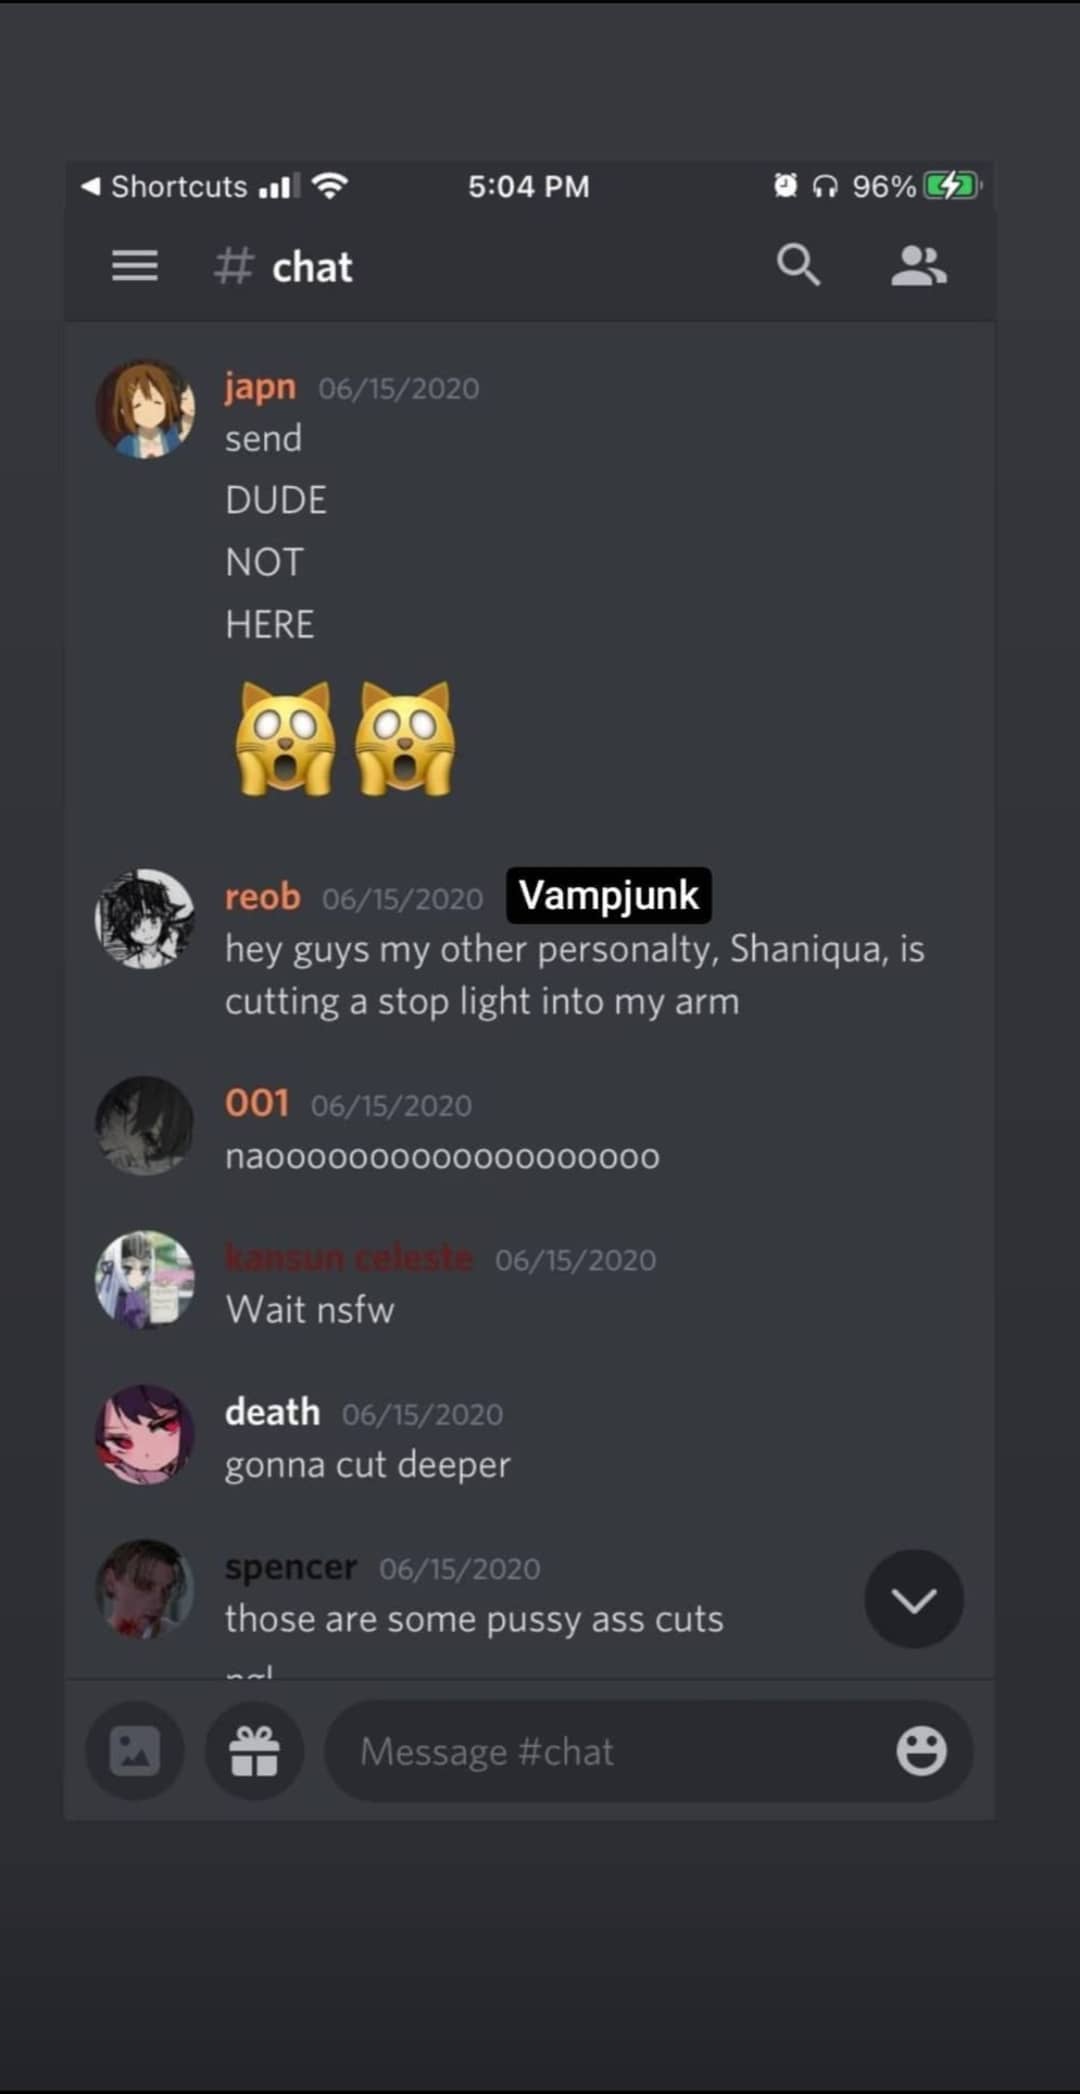 Shortcuts 5:04 PM 96%
# chat
japn 06/15/2020
send
DUDE
NOT
HERE
reob 06/15/2020 Vampjunk
hey guys my other personalty, Shaniqua, is
cutting a stop light into my arm
001 06/15/2020
naooooooooooooooooooo
kansun celeste 06/15/2020
Wait nsfw
death 06/15/2020
gonna cut deeper
spencer 06/15/2020
those are some pussy ass cuts
Message #chat